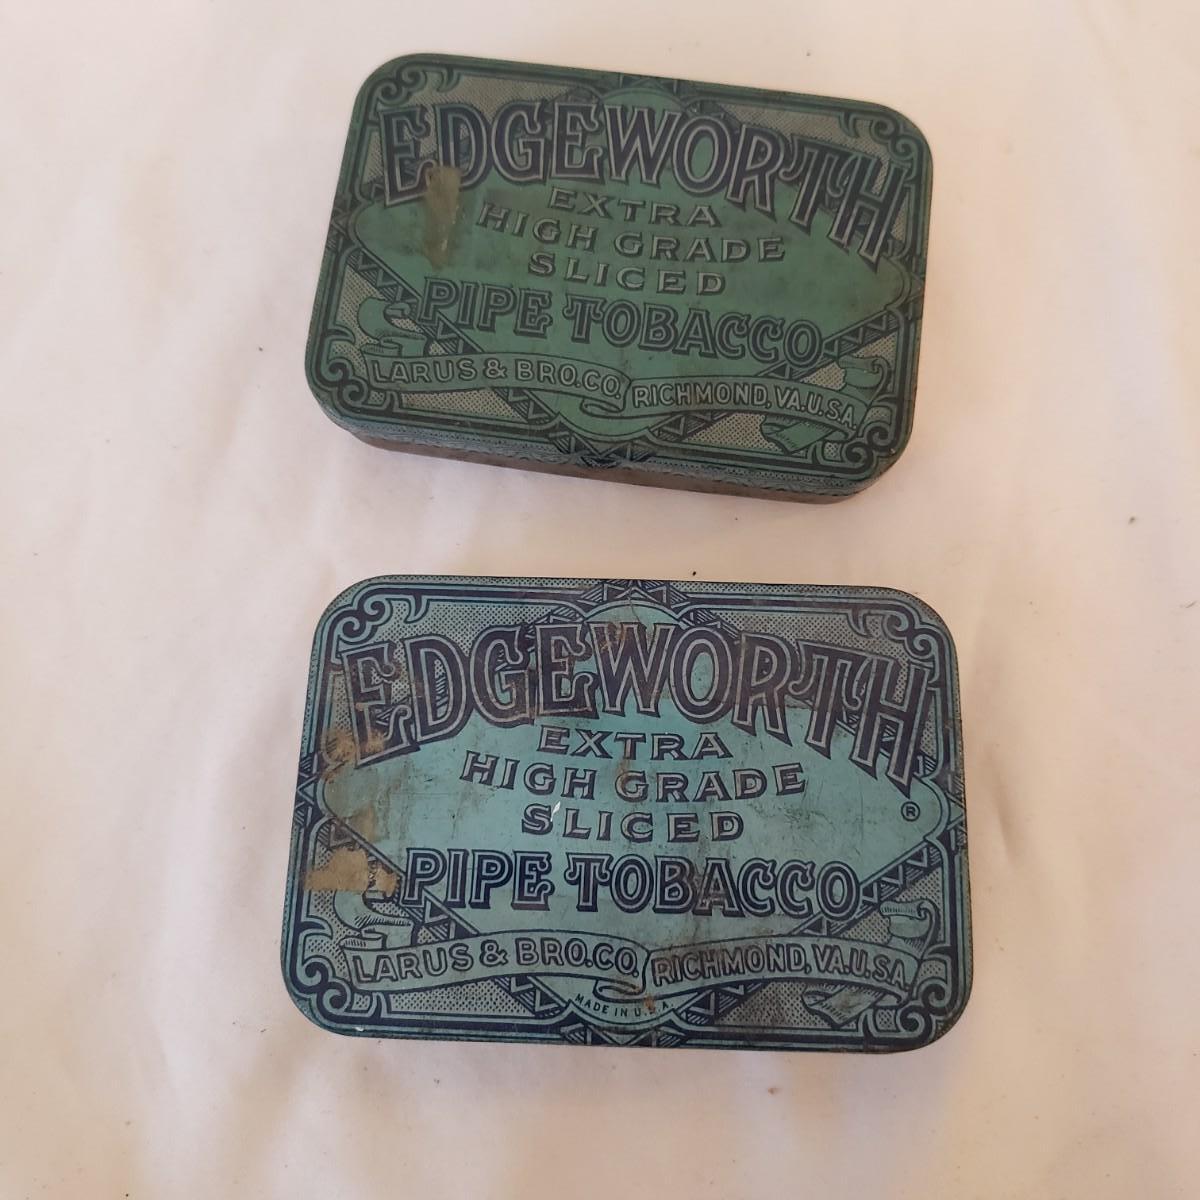 EDGEWORTH
EXTRA
HIGH GRADE
SLICED
PIPE TOBACCO
LARUS & BRO.CO. RICHMOND, VA.U.S.A.
EDGEWORTH
EXTRA
HIGH GRADE
SLICED
®
PIPE TOBACCO
LARUS & BRO.CO. RICHMOND, VA.U.S.A.
MADE IN U.S.A.